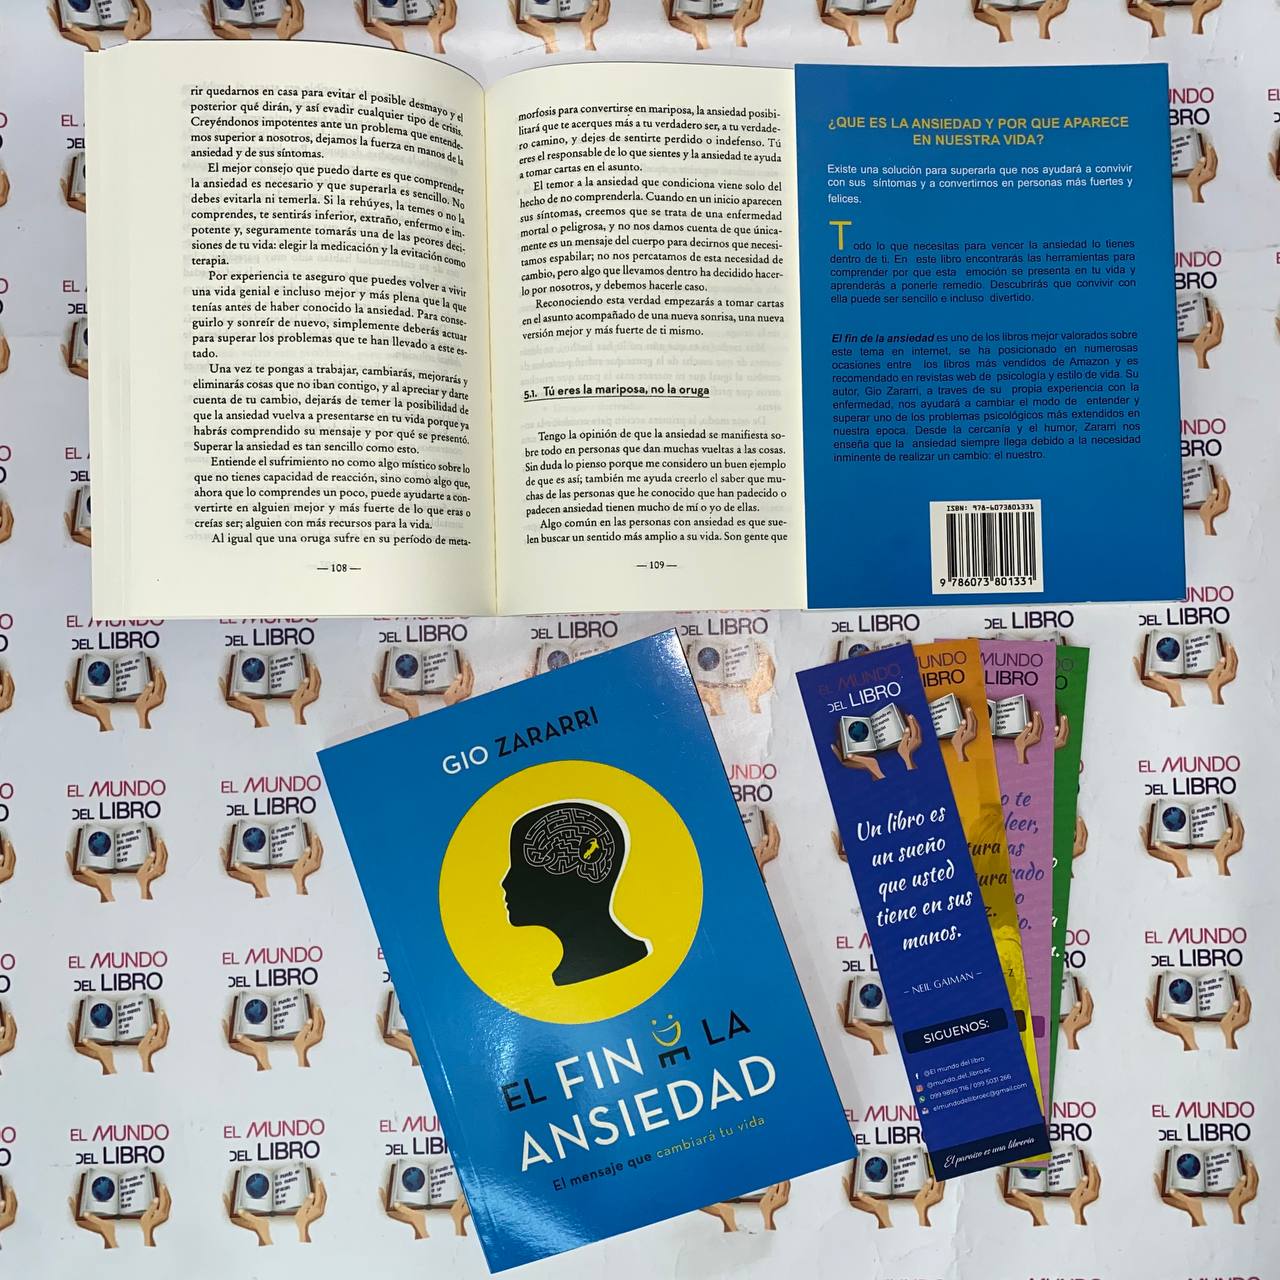 rir quedarnos en casa para evitar el posible desmayo y el
posterior qué dirán, y así evadir cualquier tipo de crisis.
Creyéndonos impotentes ante un problema que entende-
mos superior a nosotros, dejamos la fuerza en manos de la
ansiedad y de sus síntomas.
El mejor consejo que puedo darte es que comprender
la ansiedad es necesario y que superarla es sencillo. No
debes evitarla ni temerla. Si la rehúyes, la temes o no la
comprendes, te sentirás inferior, extraño, enfermo e im-
potente y, seguramente tomarás una de las peores deci-
siones de tu vida: elegir la medicación y la evitación como
terapia.
Por experiencia te aseguro que puedes volver a vivir
una vida genial e incluso mejor y más plena que la que
tenías antes de haber conocido la ansiedad. Para conse-
guirlo y sonreír de nuevo, simplemente deberás actuar
para superar los problemas que te han llevado a este es-
tado.
Una vez te pongas a trabajar, cambiarás, mejorarás y
eliminarás cosas que no iban contigo, y al apreciar y darte
cuenta de tu cambio, dejarás de temer la posibilidad de
que la ansiedad vuelva a presentarse en tu vida porque ya
habrás comprendido su mensaje y por qué se presentó.
Superar la ansiedad es tan sencillo como esto.
Entiende el sufrimiento no como algo místico sobre lo
que no tienes capacidad de reacción, sino como algo que,
ahora que lo comprendes un poco, puede ayudarte a con-
vertirte en alguien mejor y más fuerte de lo que eras o
creías ser; alguien con más recursos para la vida.
Al igual que una oruga sufre en su período de meta-
— 108 —
morfosis para convertirse en mariposa, la ansiedad posibi-
litará que te acerques más a tu verdadero ser, a tu verdade-
ro camino, y dejes de sentirte perdido o indefenso. Tú
eres el responsable de lo que sientes y la ansiedad te ayuda
a tomar cartas en el asunto.
El temor a la ansiedad que condiciona viene solo del
hecho de no comprenderla. Cuando en un inicio aparecen
sus síntomas, creemos que se trata de una enfermedad
mortal o peligrosa, y no nos damos cuenta de que única-
mente es un mensaje del cuerpo para decirnos que necesi-
tamos espabilar; no nos percatamos de esta necesidad de
cambio, pero algo que llevamos dentro ha decidido hacer-
lo por nosotros, y debemos hacerle caso.
Reconociendo esta verdad empezarás a tomar cartas
en el asunto acompañado de una nueva sonrisa, una nueva
versión mejor y más fuerte de ti mismo.
5.1. Tú eres la mariposa, no la oruga
Tengo la opinión de que la ansiedad se manifiesta so-
bre todo en personas que dan muchas vueltas a las cosas.
Sin duda lo pienso porque me considero un buen ejemplo
de que es así; también me ayuda creerlo el saber que mu-
chas de las personas que he conocido que han padecido o
padecen ansiedad tienen mucho de mí o yo de ellas.
Algo común en las personas con ansiedad es que sue-
len buscar un sentido más amplio a su vida. Son gente que
— 109 —
¿QUE ES LA ANSIEDAD Y POR QUE APARECE
EN NUESTRA VIDA?
Existe una solución para superarla que nos ayudará a convivir
con sus síntomas y a convertirnos en personas más fuertes y
felices.
Todo lo que necesitas para vencer la ansiedad lo tienes
dentro de ti. En este libro encontrarás las herramientas para
comprender por que esta emoción se presenta en tu vida y
aprenderás a ponerle remedio. Descubrirás que convivir con
ella puede ser sencillo e incluso divertido.
El fin de la ansiedad es uno de los libros mejor valorados sobre
este tema en internet, se ha posicionado en numerosas
ocasiones entre los libros más vendidos de Amazon y es
recomendado en revistas web de psicología y estilo de vida. Su
autor, Gio Zararri, a traves de su propia experiencia con la
enfermedad, nos ayudará a cambiar el modo de entender y
superar uno de los problemas psicológicos más extendidos en
nuestra epoca. Desde la cercanía y el humor, Zararri nos
enseña que la ansiedad siempre llega debido a la necesidad
inminente de realizar un cambio: el nuestro.
ISBN: 978-6073801331
9 786073 801331
GIO ZARARRI
EL FIN DE LA
ANSIEDAD
El mensaje que cambiará tu vida
EL MUNDO
DEL LIBRO
El mundo en
tus manos
gracias
a un
libro
Un libro es
un sueño
que usted
tiene en sus
manos.
– NEIL GAIMAN –
SIGUENOS:
@El mundo del libro
@mundo_del_libro.ec
099 9890 716 / 099 5031 266
elmundodellibroec@gmail.com
El paraíso es una librería